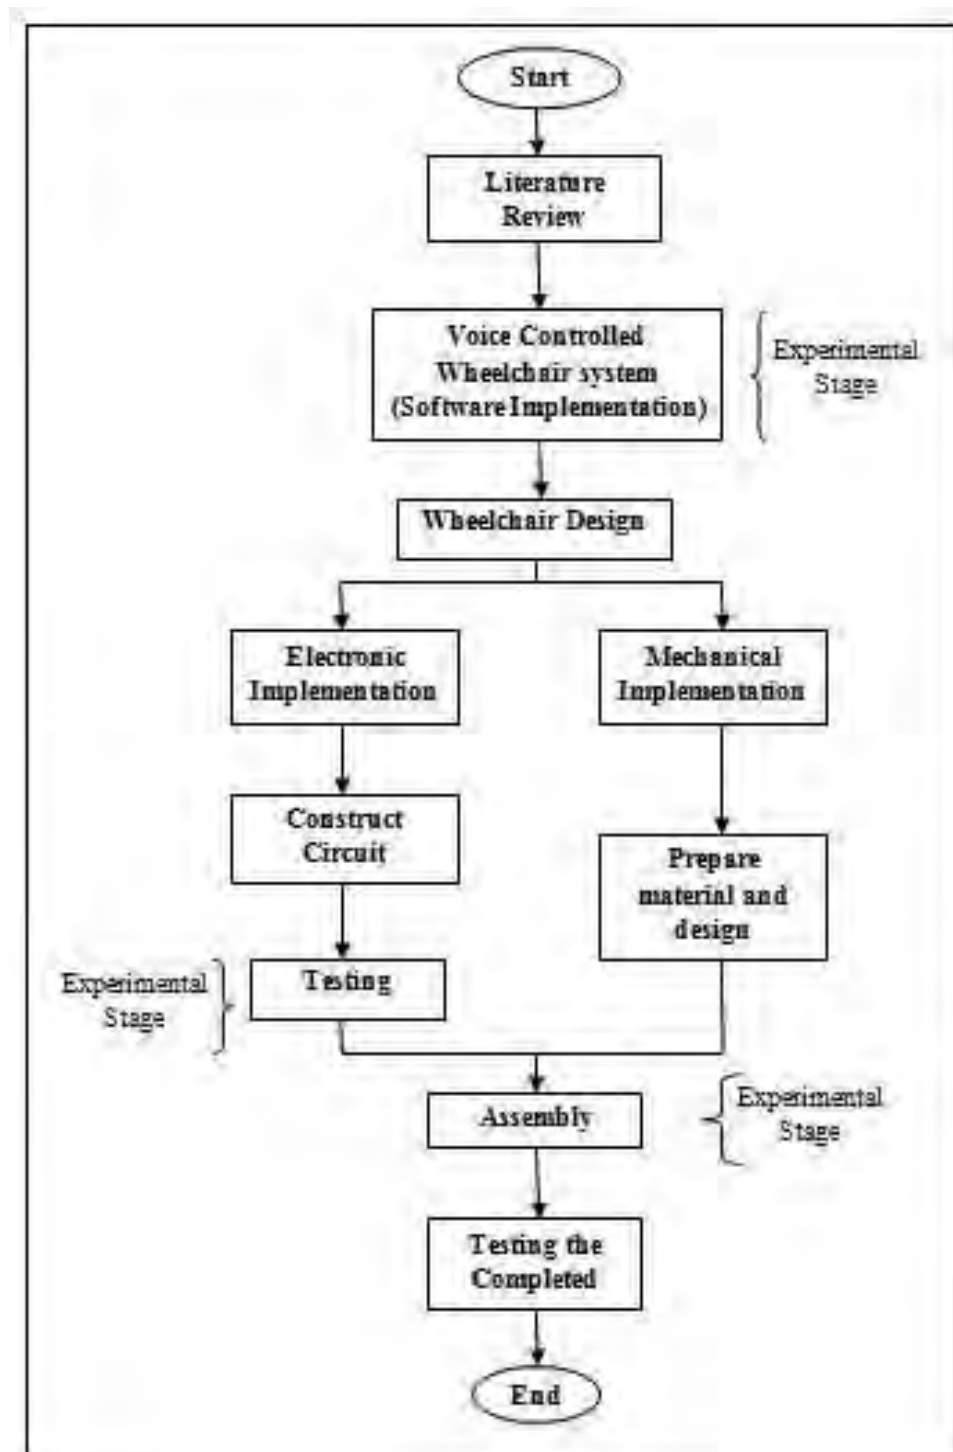 Start
Literature
Review
Voice Controlled
Wheelchair system
(Software Implementation)
Experimental
Stage
Wheelchair Design
Electronic
Implementation
Mechanical
Implementation
Construct
Circuit
Prepare
material and
design
Experimental
Stage
Testing
Assembly
Experimental
Stage
Testing the
Completed
End